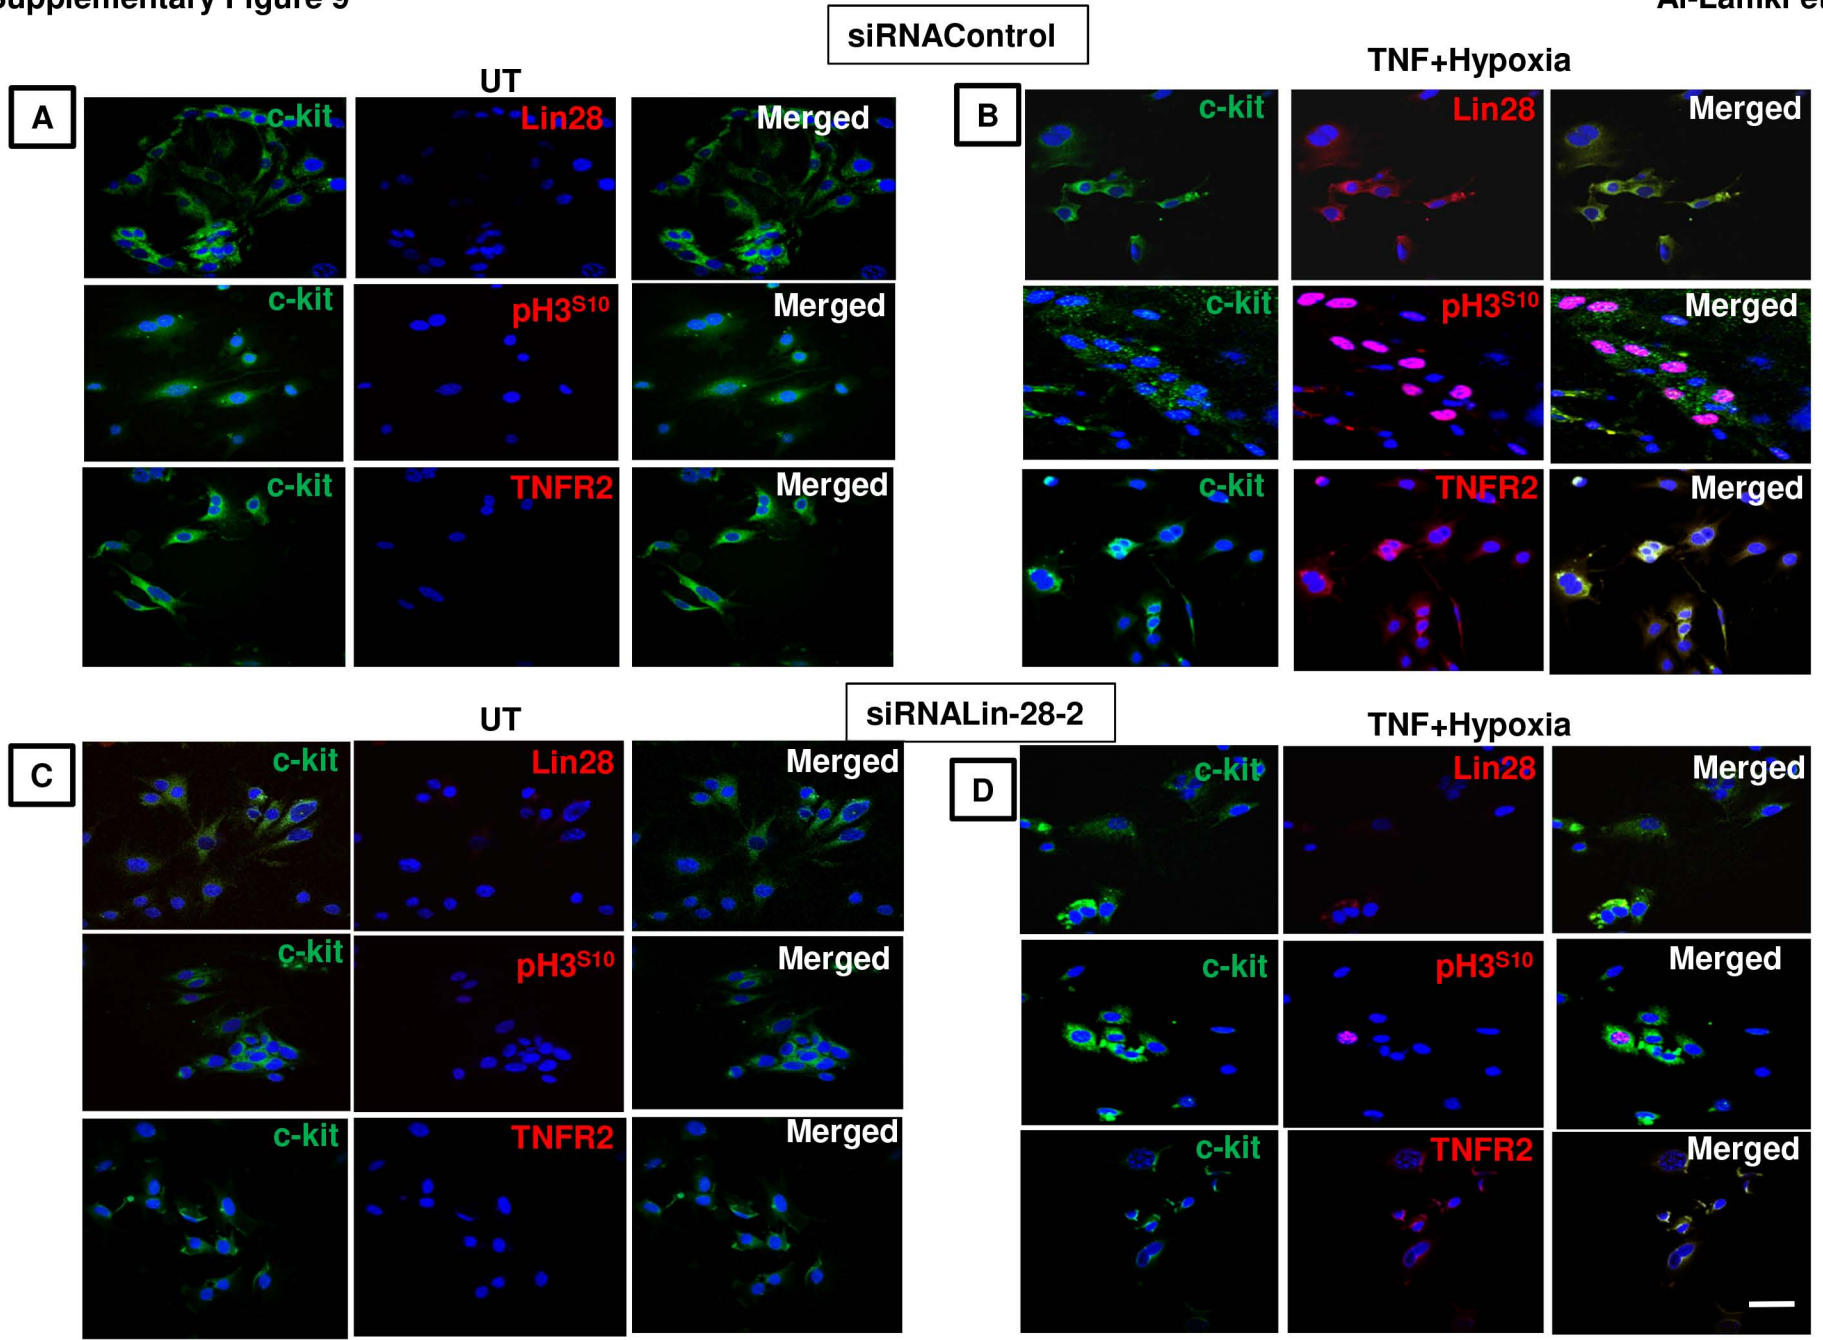 Supplementary Figure 9
Al-Lamki et
siRNAControl
UT
TNF+Hypoxia
A
c-kit
Lin28
Merged
B
c-kit
Lin28
Merged
c-kit
pH3S10
Merged
c-kit
pH3S10
Merged
c-kit
TNFR2
Merged
c-kit
TNFR2
Merged
siRNALin-28-2
UT
TNF+Hypoxia
C
c-kit
Lin28
Merged
D
c-kit
Lin28
Merged
c-kit
pH3S10
Merged
c-kit
pH3S10
Merged
c-kit
TNFR2
Merged
c-kit
TNFR2
Merged